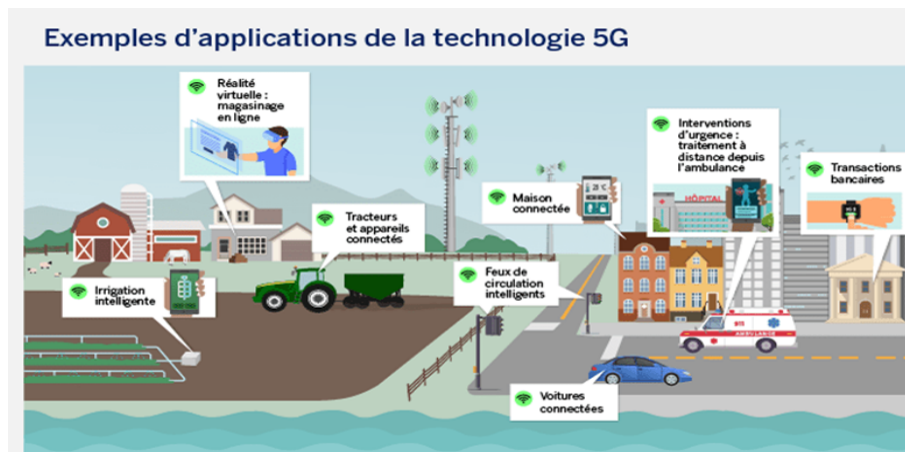 Exemples d'applications de la technologie 5G
Réalité
virtuelle :
magasinage
en ligne
Interventions
d'urgence :
traitement à
distance depuis
l'ambulance
HÔPITAL
Transactions
bancaires
Maison
connectée
Tracteurs
et appareils
connectés
Feux de
circulation
intelligents
Irrigation
intelligente
911
AMBULANCE
Voitures
connectées